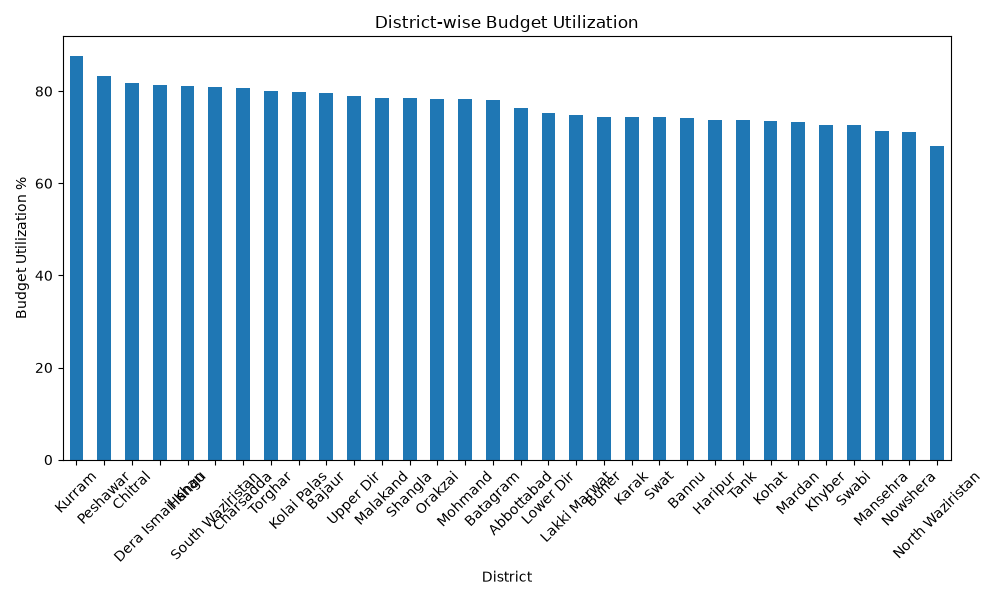 District-wise Budget Utilization
Budget Utilization %
80
60
40
20
0
Kurram
Peshawar
Chitral
Dera Ismail Khan
Hangu
South Waziristan
Charsadda
Torghar
Kolai Palas
Bajaur
Upper Dir
Malakand
Shangla
Orakzai
Mohmand
Batagram
Abbottabad
Lower Dir
Lakki Marwat
Buner
Karak
Swat
Bannu
Haripur
Tank
Kohat
Mardan
Khyber
Swabi
Mansehra
Nowshera
North Waziristan
District